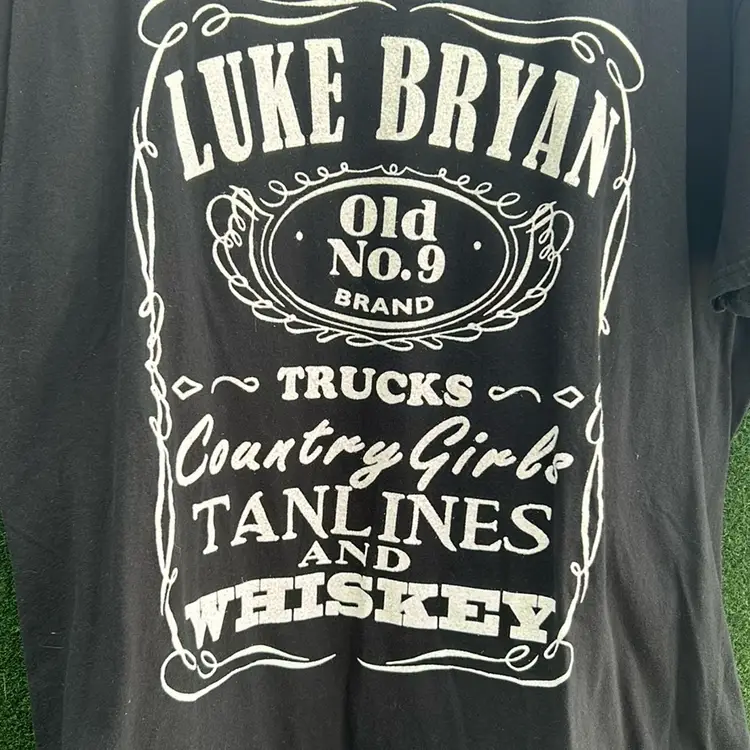 LUKE BRYAN
Old
No.9
BRAND
TRUCKS
Country Girls
TANLINES
AND
WHISKEY